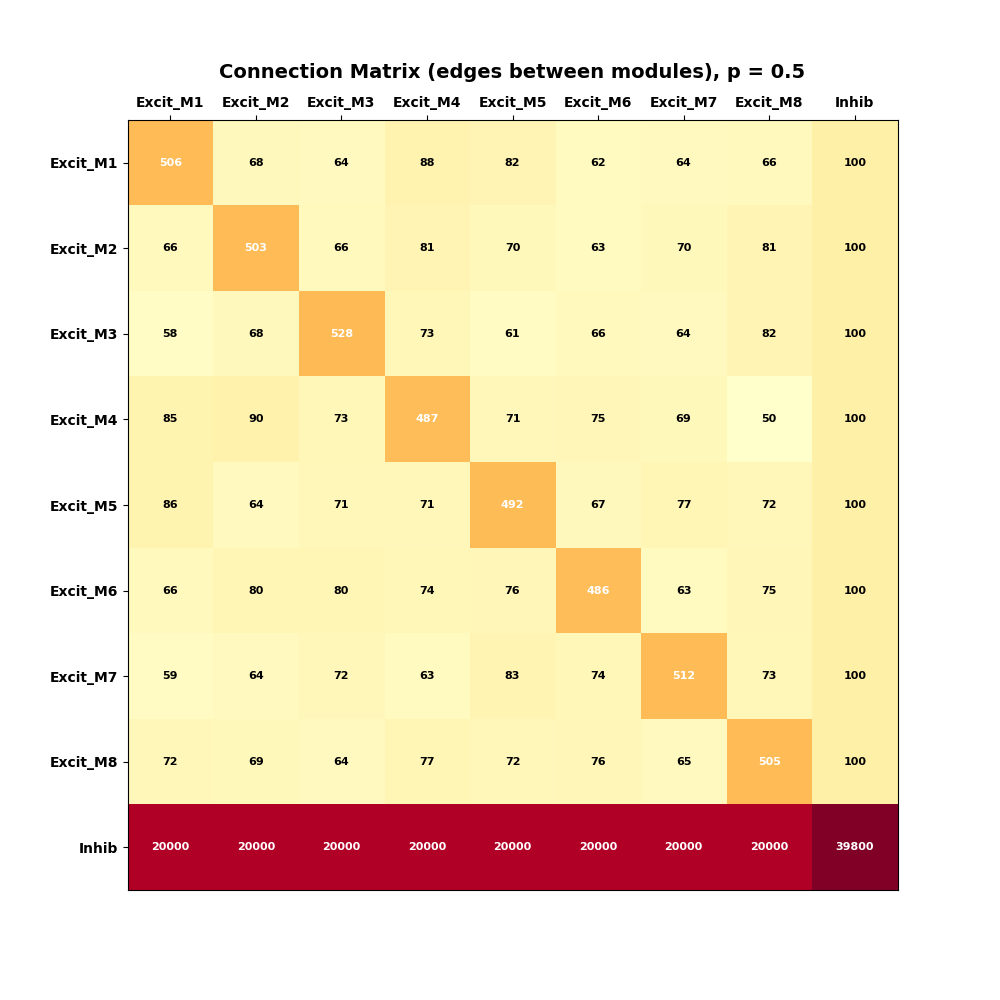 Connection Matrix (edges between modules), p = 0.5
Excit_M1 Excit_M2 Excit_M3 Excit_M4 Excit_M5 Excit_M6 Excit_M7 Excit_M8 Inhib
Excit_M1 506 68 64 88 82 62 64 66 100
Excit_M2 66 503 66 81 70 63 70 81 100
Excit_M3 58 68 528 73 61 66 64 82 100
Excit_M4 85 90 73 487 71 75 69 50 100
Excit_M5 86 64 71 71 492 67 77 72 100
Excit_M6 66 80 80 74 76 486 63 75 100
Excit_M7 59 64 72 63 83 74 512 73 100
Excit_M8 72 69 64 77 72 76 65 505 100
Inhib 20000 20000 20000 20000 20000 20000 20000 20000 39800